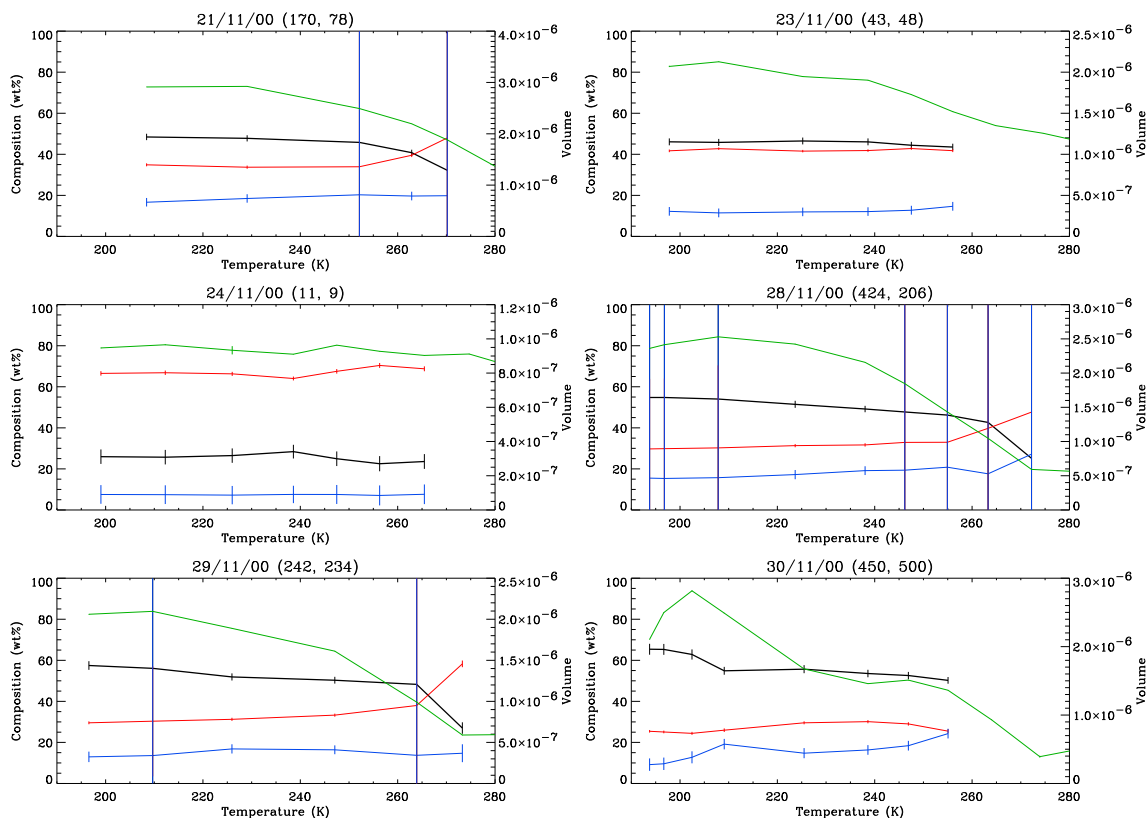 21/11/00 (170, 78)
100
80
60
40
20
0
Composition (wt%)
4.0×10-6
3.0×10-6
2.0×10-6
1.0×10-6
0
Volume
200 220 240 260 280
Temperature (K)
23/11/00 (43, 48)
100
80
60
40
20
0
Composition (wt%)
2.5×10-6
2.0×10-6
1.5×10-6
1.0×10-6
5.0×10-7
0
Volume
200 220 240 260 280
Temperature (K)
24/11/00 (11, 9)
100
80
60
40
20
0
Composition (wt%)
1.2×10-6
1.0×10-6
8.0×10-7
6.0×10-7
4.0×10-7
2.0×10-7
0
Volume
200 220 240 260 280
Temperature (K)
28/11/00 (424, 206)
100
80
60
40
20
0
Composition (wt%)
3.0×10-6
2.5×10-6
2.0×10-6
1.5×10-6
1.0×10-6
5.0×10-7
0
Volume
200 220 240 260 280
Temperature (K)
29/11/00 (242, 234)
100
80
60
40
20
0
Composition (wt%)
2.5×10-6
2.0×10-6
1.5×10-6
1.0×10-6
5.0×10-7
0
Volume
200 220 240 260 280
Temperature (K)
30/11/00 (450, 500)
100
80
60
40
20
0
Composition (wt%)
3.0×10-6
2.0×10-6
1.0×10-6
0
Volume
200 220 240 260 280
Temperature (K)